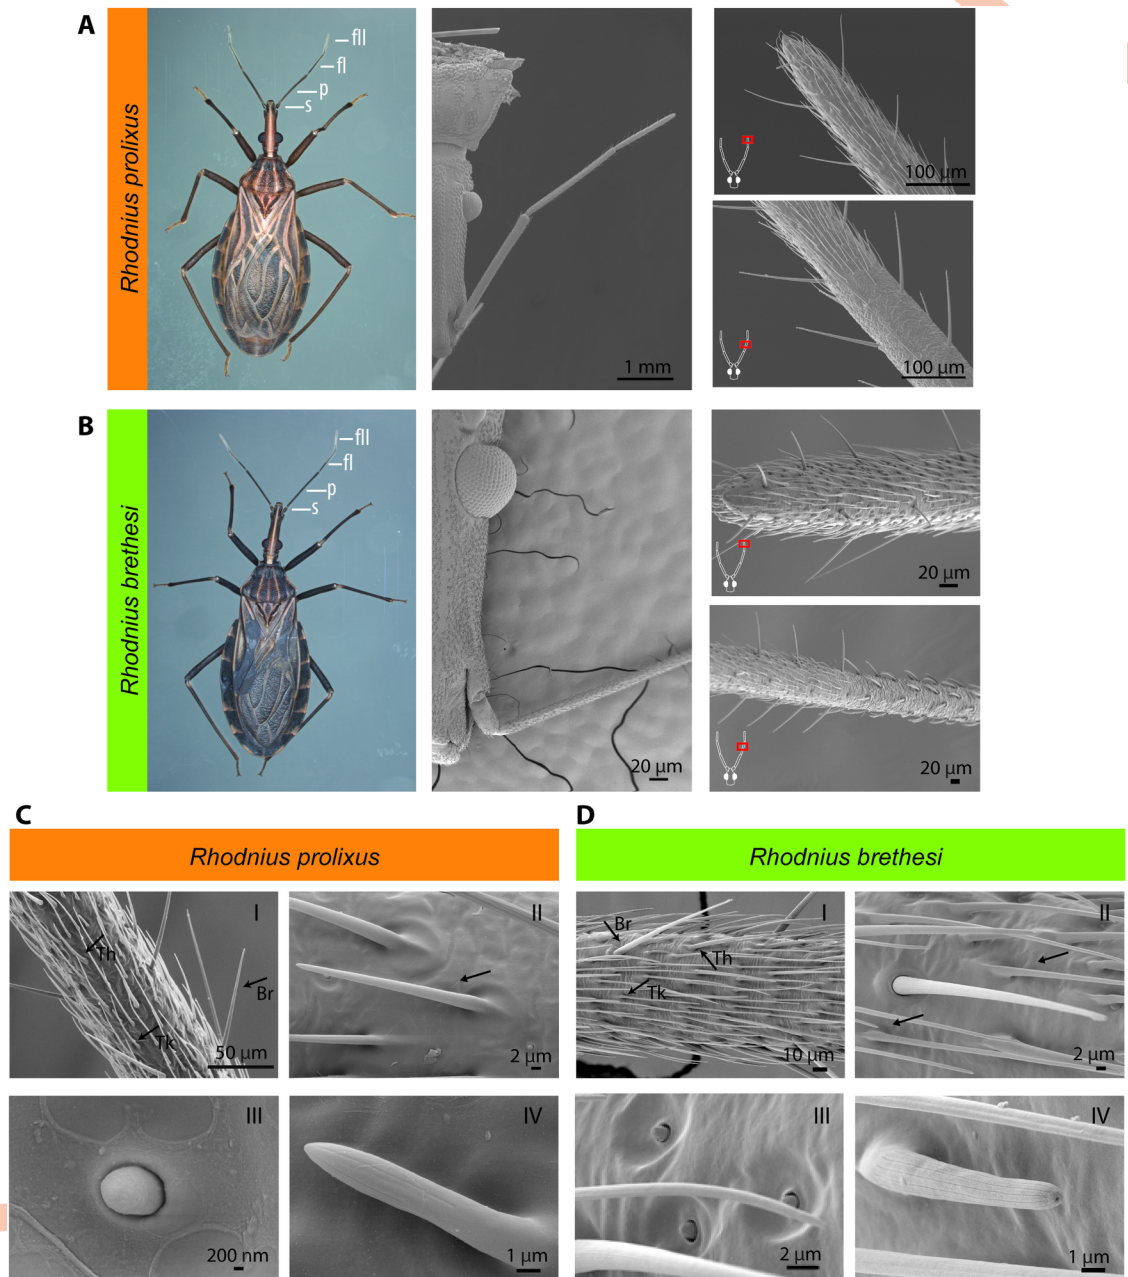 A
Rhodnius prolixus
fII
fI
p
s
1 mm
100 µm
100 µm
B
Rhodnius brethesi
fII
fI
p
s
20 µm
20 µm
20 µm
C
Rhodnius prolixus
I
Th
Br
Tk
50 µm
II
2 µm
III
200 nm
IV
1 µm
D
Rhodnius brethesi
I
Br
Th
Tk
10 µm
II
2 µm
III
2 µm
IV
1 µm